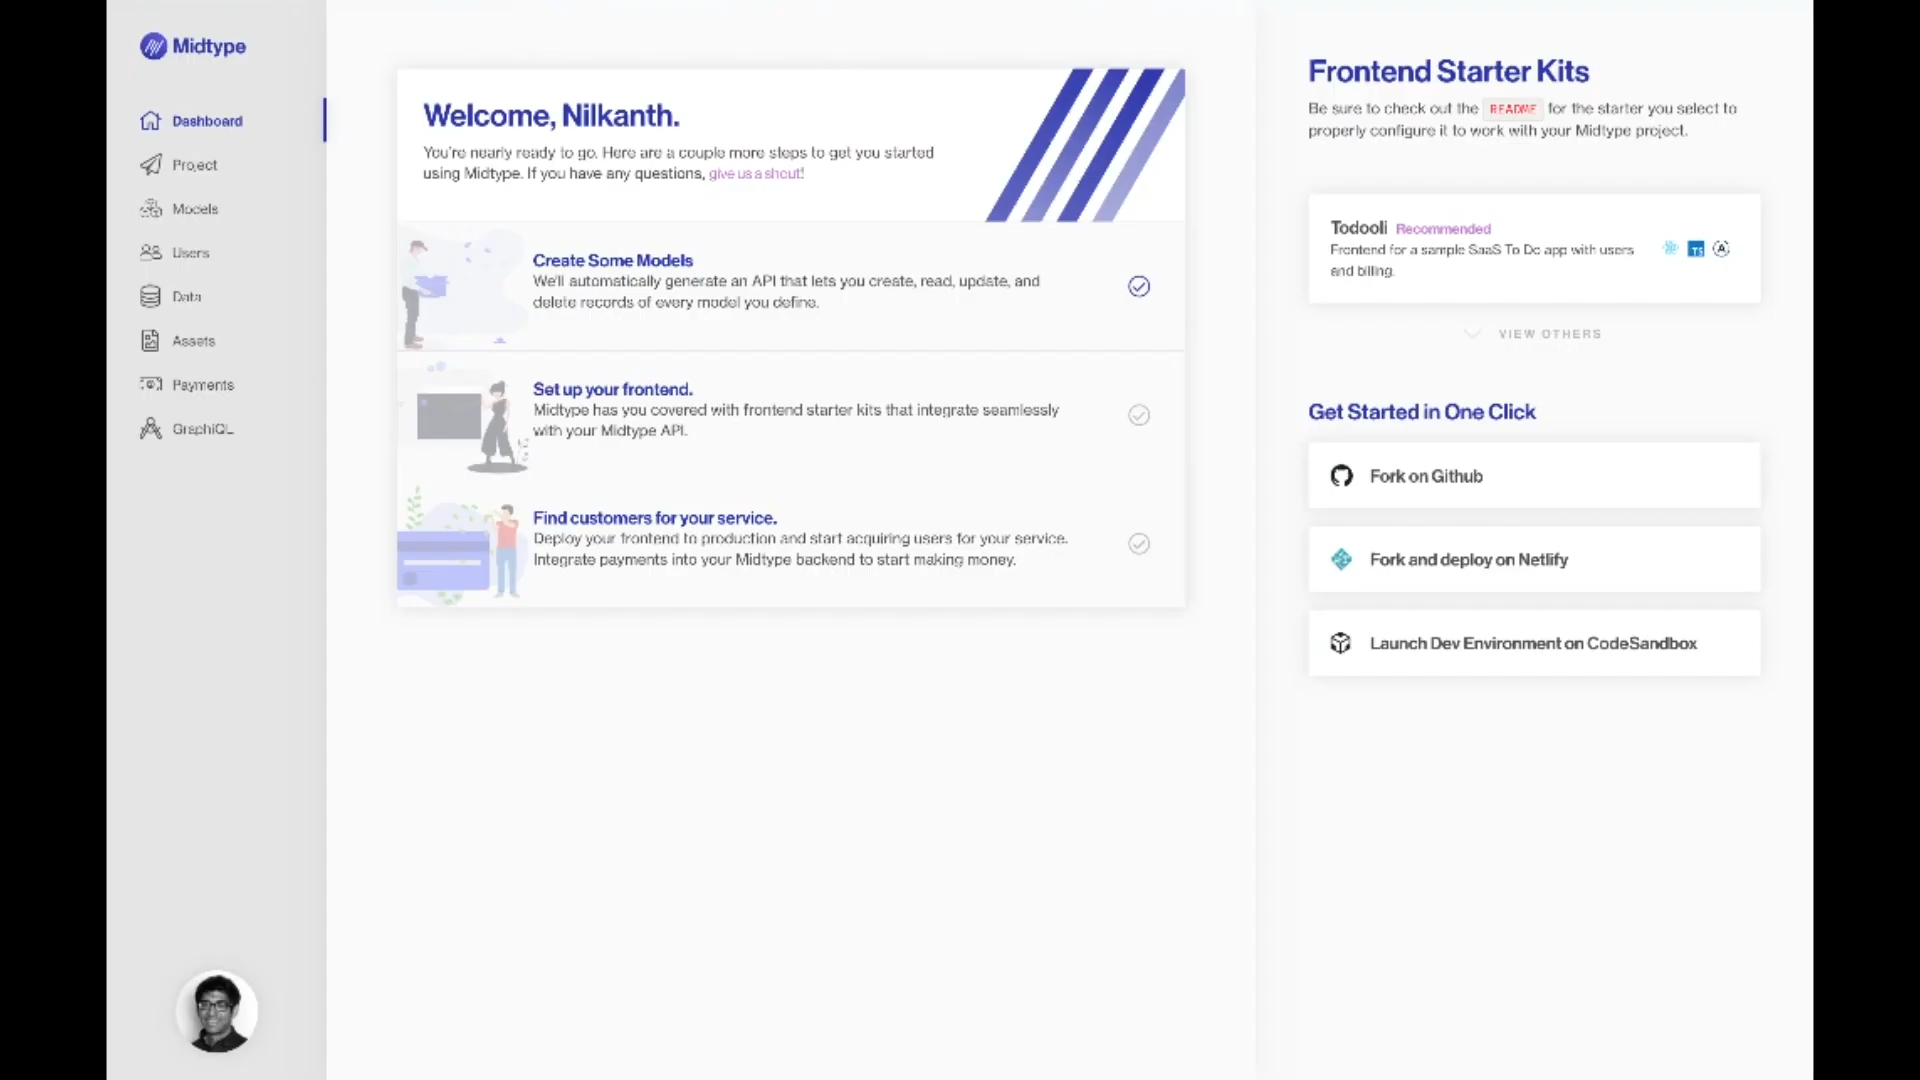 Midtype
Dashboard
Project
Models
Users
Data
Assets
Payments
GraphiQL
Welcome, Nilkanth.
You're nearly ready to go. Here are a couple more steps to get you started
using Midtype. If you have any questions, give us a shout!
Create Some Models
We'll automatically generate an API that lets you create, read, update, and
delete records of every model you define.
Set up your frontend.
Midtype has you covered with frontend starter kits that integrate seamlessly
with your Midtype API.
Find customers for your service.
Deploy your frontend to production and start acquiring users for your service.
Integrate payments into your Midtype backend to start making money.
Frontend Starter Kits
Be sure to check out the README for the starter you select to
properly configure it to work with your Midtype project.
Todooli Recommended
Frontend for a sample SaaS To Do app with users
and billing.
TS
VIEW OTHERS
Get Started in One Click
Fork on Github
Fork and deploy on Netlify
Launch Dev Environment on CodeSandbox